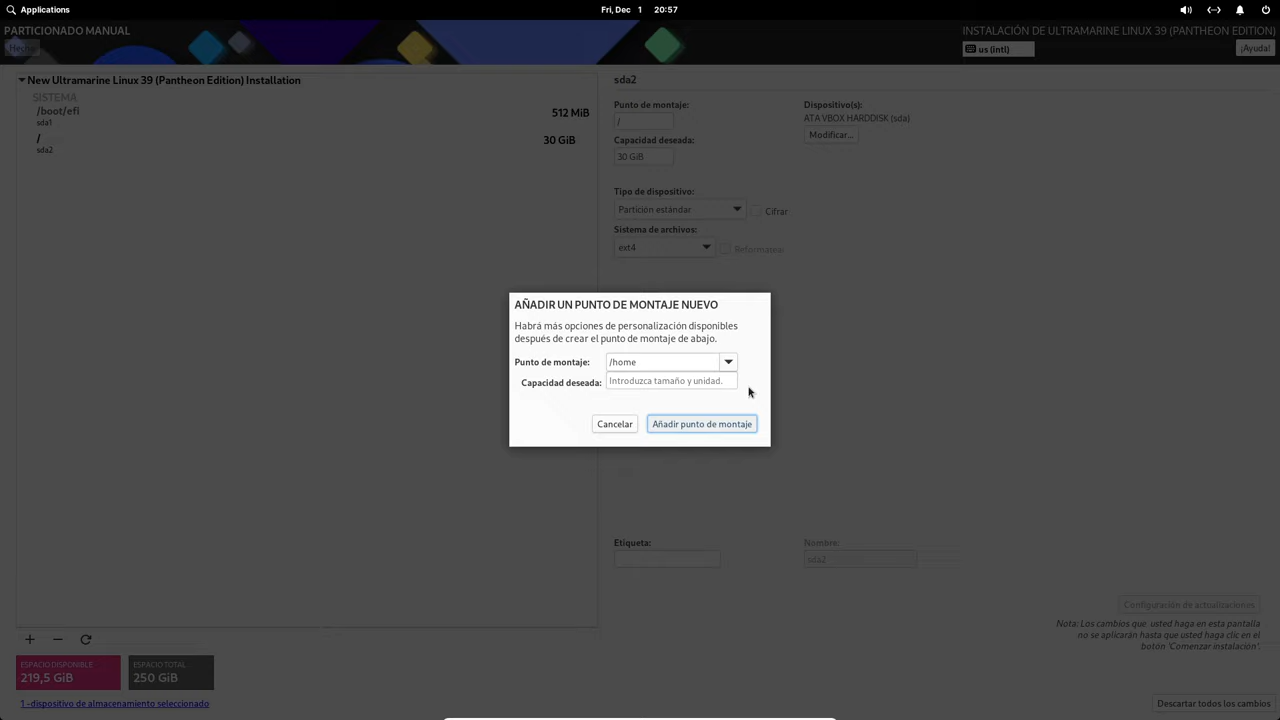 Applications
Fri, Dec 1 20:57
PARTICIONADO MANUAL
INSTALACIÓN DE ULTRAMARINE LINUX 39 (PANTHEON EDITION)
Hecho
us (intl)
¡Ayuda!
New Ultramarine Linux 39 (Pantheon Edition) Installation
SISTEMA
/boot/efi
512 MiB
sda1
/
30 GiB
sda2
sda2
Punto de montaje:
Dispositivo(s):
/
ATA VBOX HARDDISK (sda)
Modificar...
Capacidad deseada:
30 GiB
Tipo de dispositivo:
Partición estándar
Cifrar
Sistema de archivos:
ext4
Reformatear
AÑADIR UN PUNTO DE MONTAJE NUEVO
Habrá más opciones de personalización disponibles
después de crear el punto de montaje de abajo.
Punto de montaje: /home
Capacidad deseada: Introduzca tamaño y unidad.
Cancelar
Añadir punto de montaje
Etiqueta:
Nombre:
sda2
Configuración de actualizaciones
Nota: Los cambios que usted haga en esta pantalla
no se aplicarán hasta que usted haga clic en el
botón 'Comenzar instalación'.
ESPACIO DISPONIBLE
219,5 GiB
ESPACIO TOTAL
250 GiB
1 -dispositivo de almacenamiento seleccionado
Descartar todos los cambios